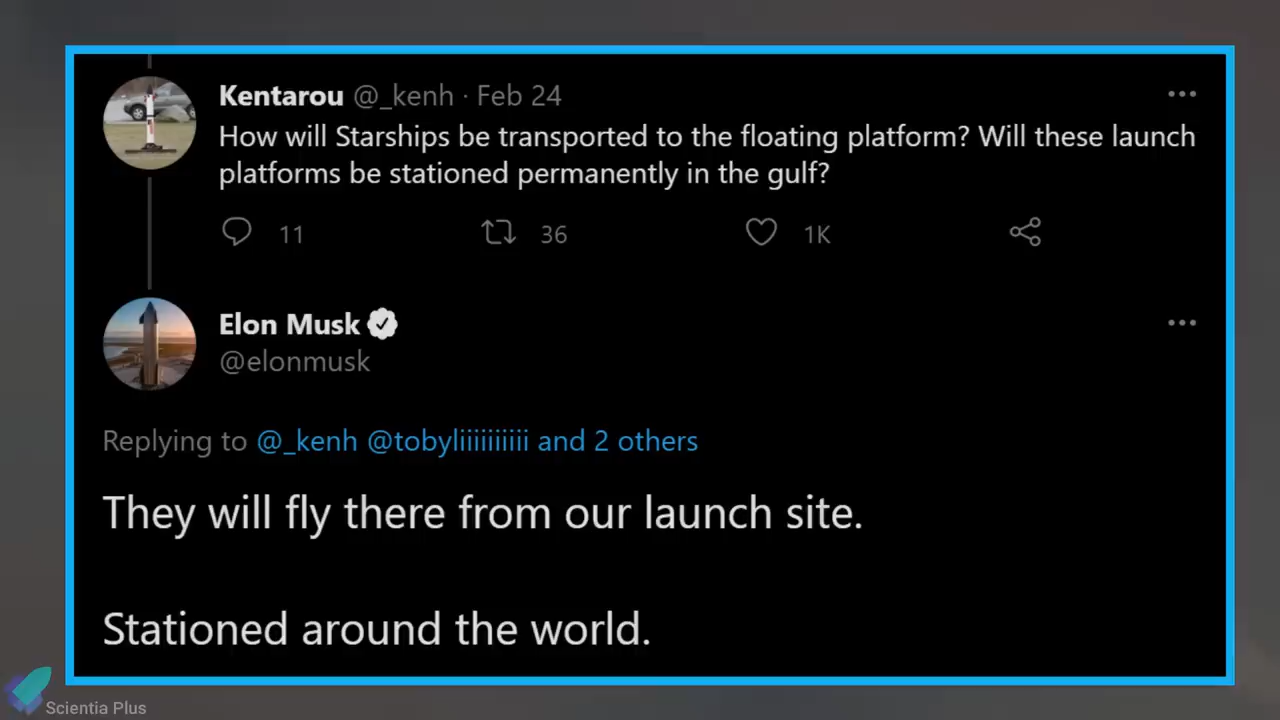 Kentarou @_kenh · Feb 24
How will Starships be transported to the floating platform? Will these launch
platforms be stationed permanently in the gulf?
11 36 1K
Elon Musk
@elonmusk
Replying to @_kenh @tobyliiiiiiiiii and 2 others
They will fly there from our launch site.
Stationed around the world.
Scientia Plus